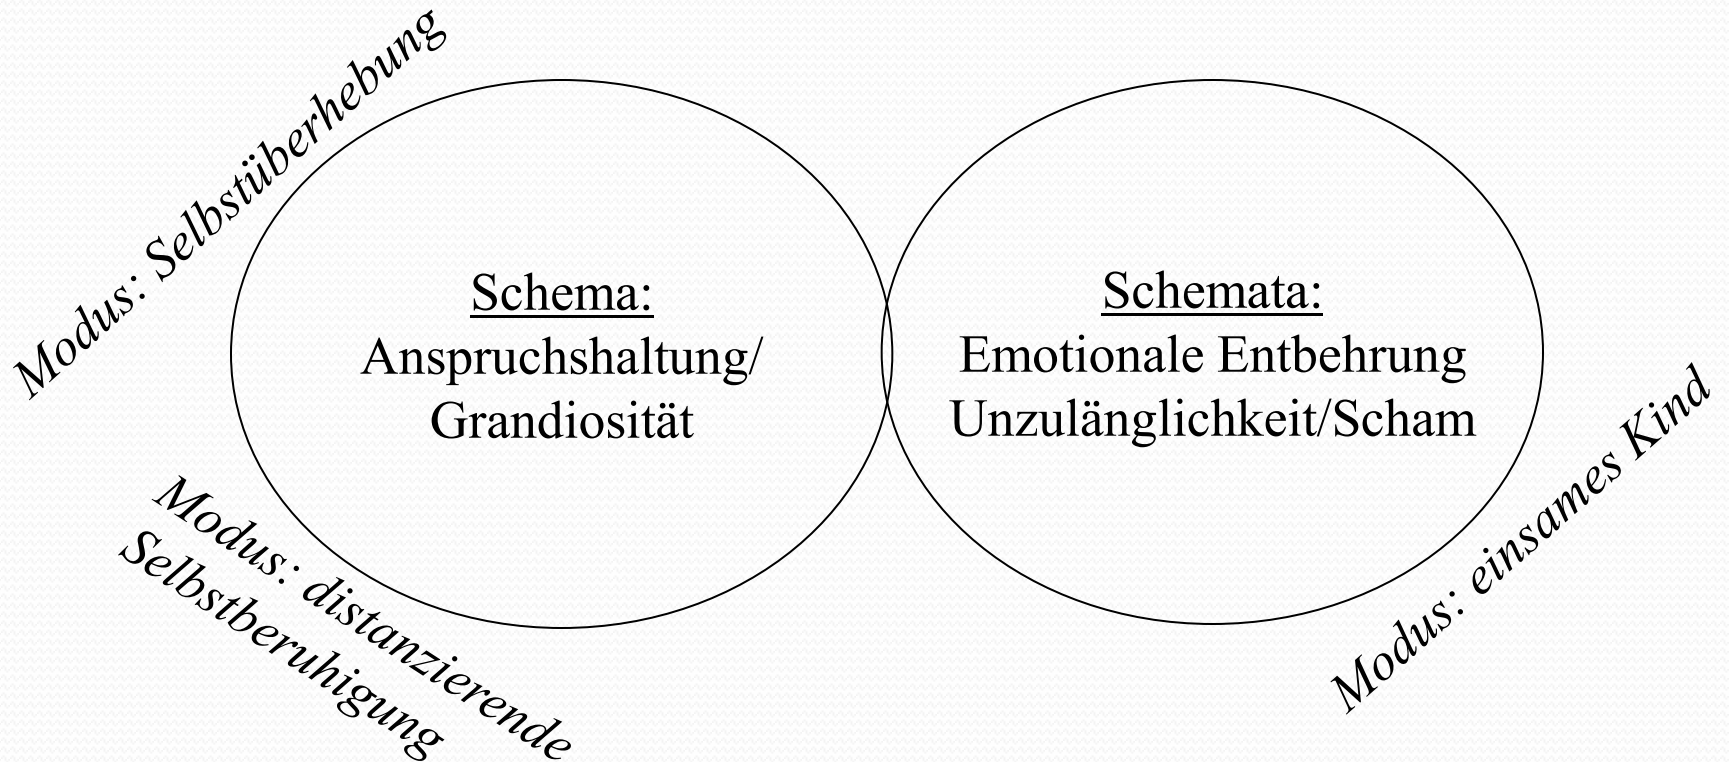 Modus: Selbstüberhebung
Schema:
Anspruchshaltung/
Grandiosität
Modus: distanzierende
Selbstberuhigung
Schemata:
Emotionale Entbehrung
Unzulänglichkeit/Scham
Modus: einsames Kind